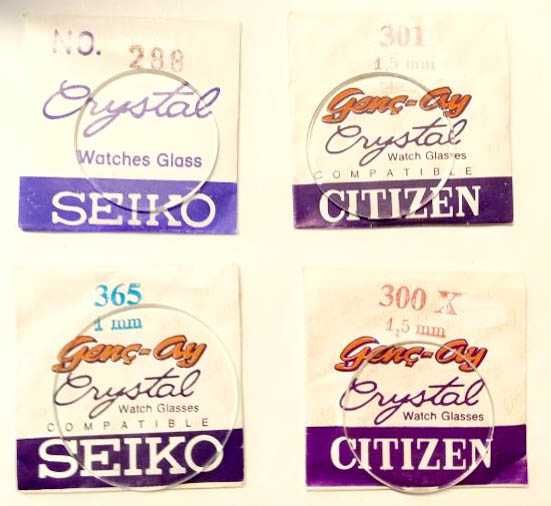 NO. 288
Crystal
Watches Glass
SEIKO
301
1,5 mm
Genç-Ay
Crystal
Watch Glasses
COMPATIBLE
CITIZEN
365
1 mm
Genç-Ay
Crystal
Watch Glasses
COMPATIBLE
SEIKO
300 X
1,5 mm
Genç-Ay
Crystal
Watch Glasses
CITIZEN